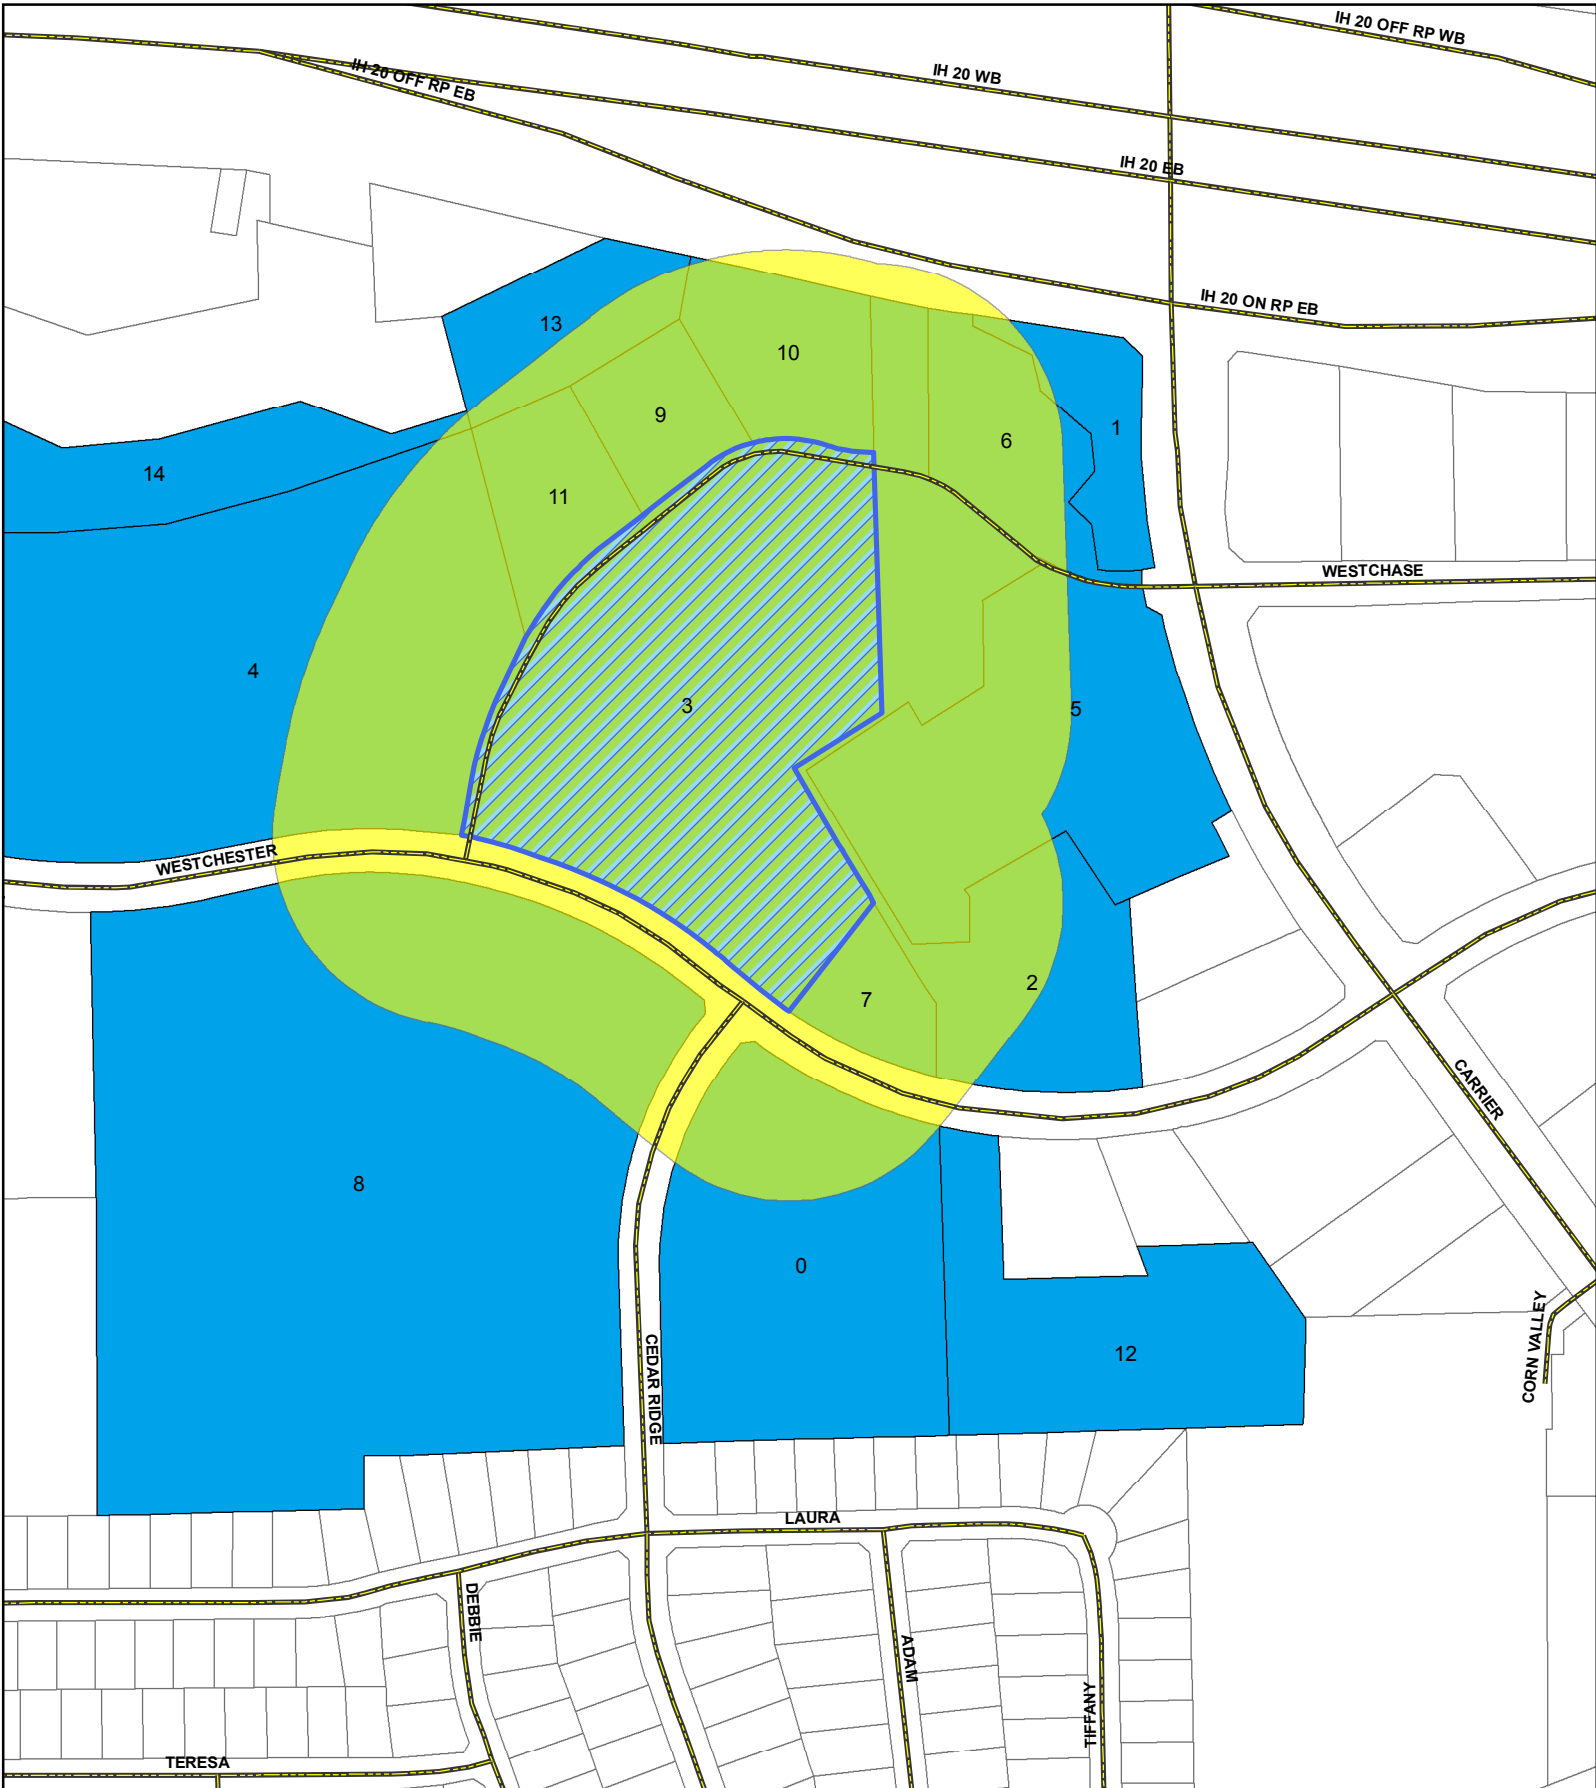 IH 20 OFF RP WB
IH 20 WB
IH 20 OFF RP EB
IH 20 EB
IH 20 ON RP EB
13
10
9
6
1
14
11
WESTCHASE
4
3
5
WESTCHESTER
2
7
CARRIER
8
0
CORN VALLEY
12
CEDAR RIDGE
LAURA
DEBBIE
ADAM
TIFFANY
TERESA